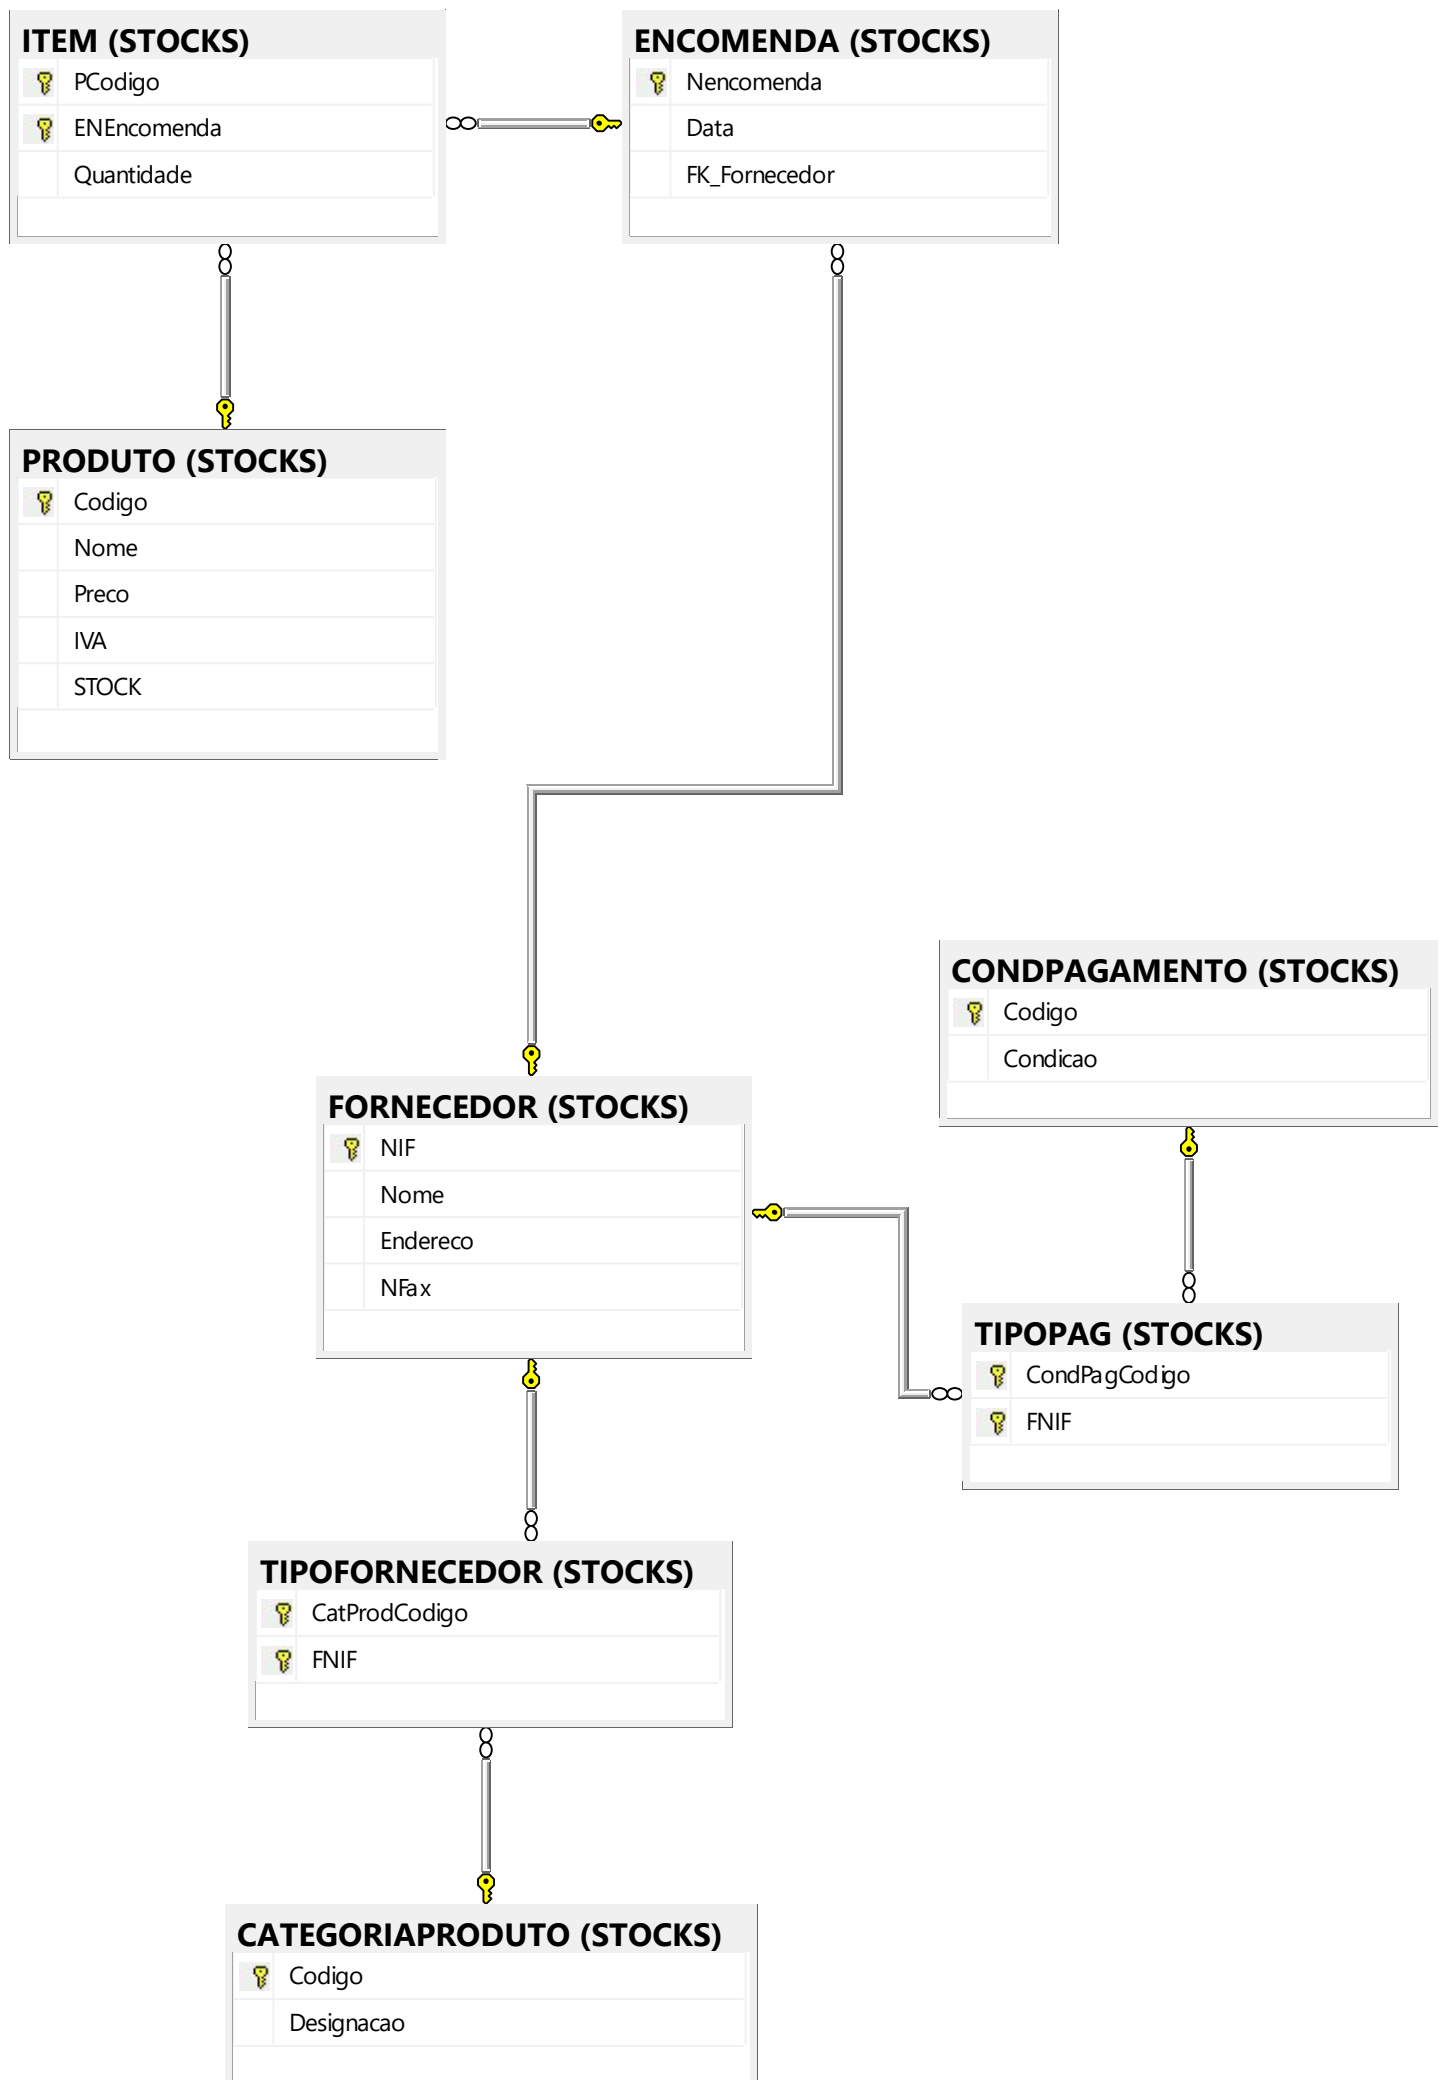 ITEM (STOCKS)
PCodigo
ENEncomenda
Quantidade
ENCOMENDA (STOCKS)
Nencomenda
Data
FK_Fornecedor
PRODUTO (STOCKS)
Codigo
Nome
Preco
IVA
STOCK
CONDPAGAMENTO (STOCKS)
Codigo
Condicao
FORNECEDOR (STOCKS)
NIF
Nome
Endereco
NFax
TIPOPAG (STOCKS)
CondPagCodigo
FNIF
TIPOFORNECEDOR (STOCKS)
CatProdCodigo
FNIF
CATEGORIAPRODUTO (STOCKS)
Codigo
Designacao